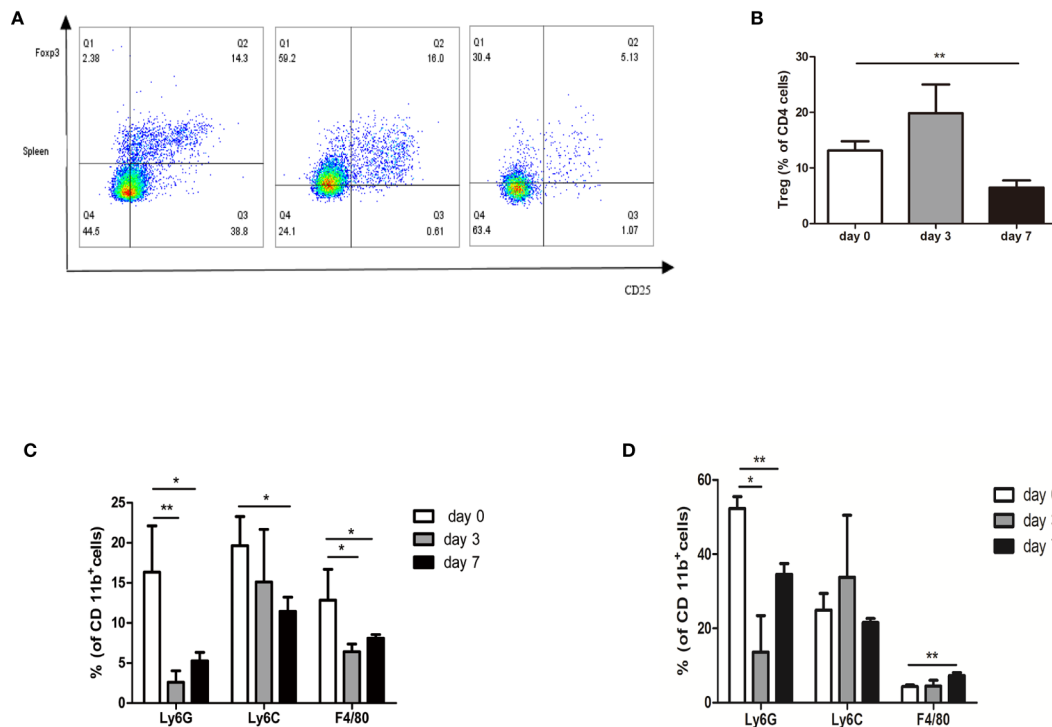 A
Foxp3
Spleen
Q1
2.38
Q2
14.3
Q4
44.5
Q3
38.8
Q1
59.2
Q2
16.0
Q4
24.1
Q3
0.61
Q1
30.4
Q2
5.13
Q4
63.4
Q3
1.07
CD25
B
Treg (% of CD4 cells)
30
20
10
0
**
day 0
day 3
day 7
C
% (of CD 11b+cells)
25
20
15
10
5
0
*
**
*
*
*
Ly6G
Ly6C
F4/80
day 0
day 3
day 7
D
% (of CD 11b+cells)
60
40
20
0
**
*
**
Ly6G
Ly6C
F4/80
day
day
day